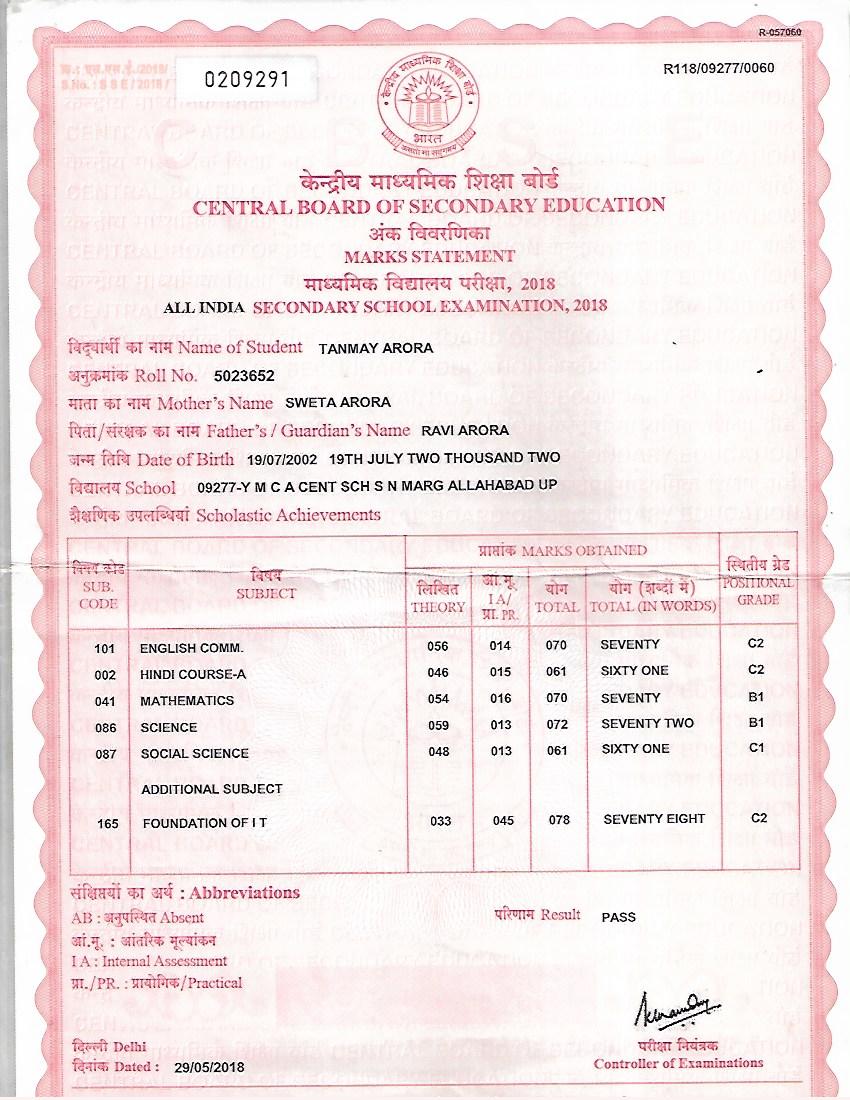 R-057060
क्र.: एस.एस.ई./2018/
S.No. : S S E / 2018 /
0209291
R118/09277/0060
केन्द्रीय माध्यमिक शिक्षा बोर्ड
भारत
असतो मा सद्गमय
केन्द्रीय माध्यमिक शिक्षा बोर्ड
CENTRAL BOARD OF SECONDARY EDUCATION
अंक विवरणिका
MARKS STATEMENT
माध्यमिक विद्यालय परीक्षा, 2018
ALL INDIA SECONDARY SCHOOL EXAMINATION, 2018
विद्यार्थी का नाम Name of Student TANMAY ARORA
अनुक्रमांक Roll No. 5023652
माता का नाम Mother's Name SWETA ARORA
पिता/संरक्षक का नाम Father's / Guardian's Name RAVI ARORA
जन्म तिथि Date of Birth 19/07/2002 19TH JULY TWO THOUSAND TWO
विद्यालय School 09277-Y M C A CENT SCH S N MARG ALLAHABAD UP
शैक्षणिक उपलब्धियां Scholastic Achievements
विषय कोड SUB. CODE
विषय SUBJECT
प्राप्तांक MARKS OBTAINED
लिखित THEORY
आं.मू. I A/ प्रा. PR.
योग TOTAL
योग (शब्दों में) TOTAL (IN WORDS)
स्थितीय ग्रेड POSITIONAL GRADE
101 ENGLISH COMM. 056 014 070 SEVENTY C2
002 HINDI COURSE-A 046 015 061 SIXTY ONE C2
041 MATHEMATICS 054 016 070 SEVENTY B1
086 SCIENCE 059 013 072 SEVENTY TWO B1
087 SOCIAL SCIENCE 048 013 061 SIXTY ONE C1
ADDITIONAL SUBJECT
165 FOUNDATION OF I T 033 045 078 SEVENTY EIGHT C2
संक्षिप्तियों का अर्थ : Abbreviations
AB : अनुपस्थित Absent
परिणाम Result PASS
आं.मू. : आंतरिक मूल्यांकन
I A : Internal Assessment
प्रा./PR. : प्रायोगिक/Practical
दिल्ली Delhi
परीक्षा नियंत्रक
दिनांक Dated : 29/05/2018
Controller of Examinations